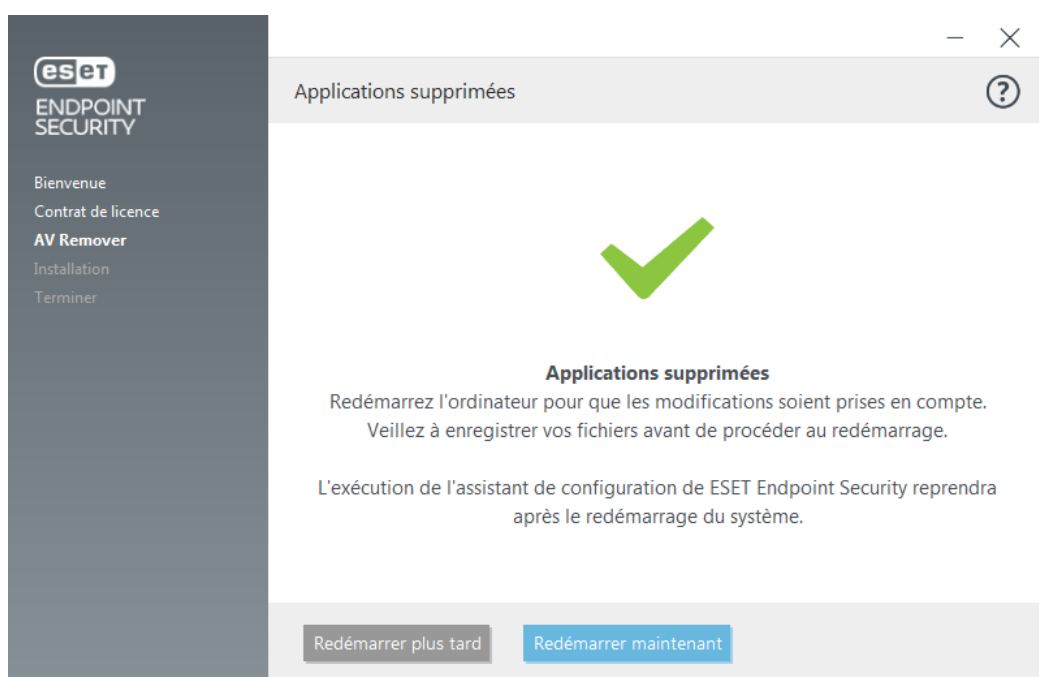 eseT
ENDPOINT
SECURITY
Bienvenue
Contrat de licence
AV Remover
Installation
Terminer
Applications supprimées
?
Applications supprimées
Redémarrez l'ordinateur pour que les modifications soient prises en compte.
Veillez à enregistrer vos fichiers avant de procéder au redémarrage.
L'exécution de l'assistant de configuration de ESET Endpoint Security reprendra
après le redémarrage du système.
Redémarrer plus tard
Redémarrer maintenant